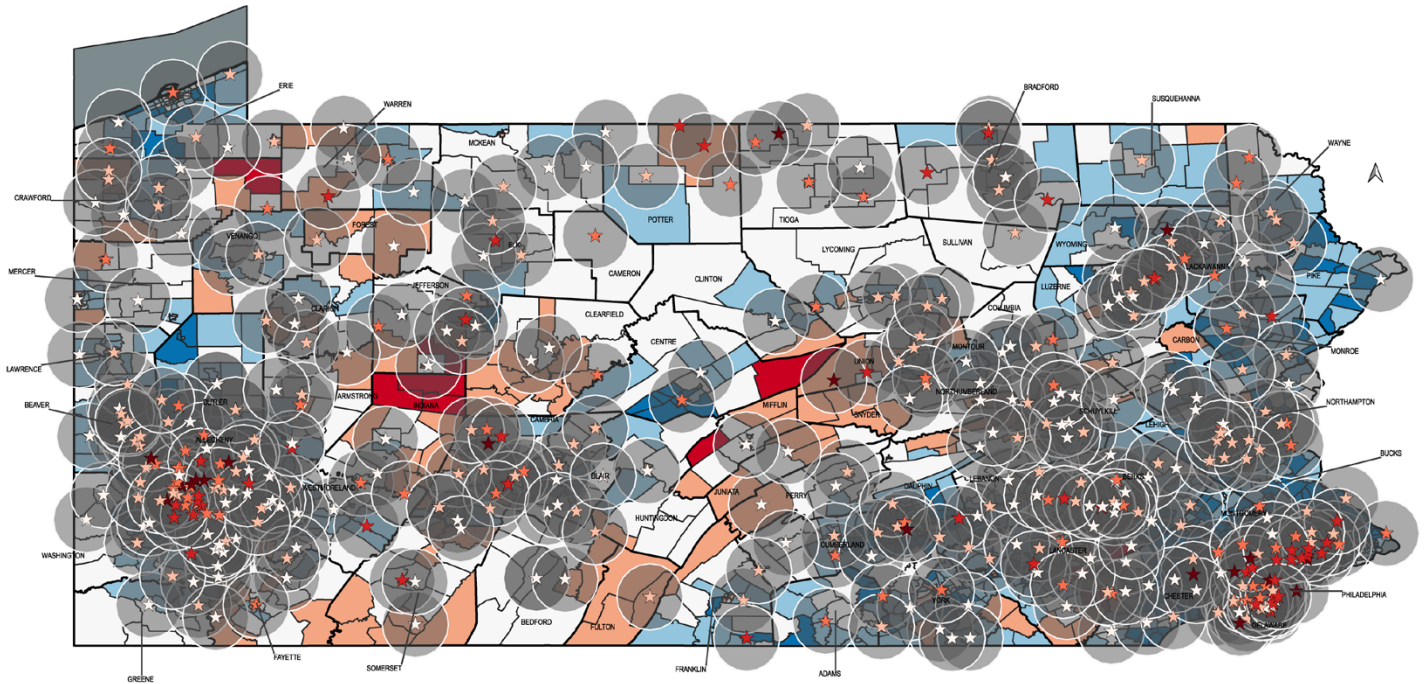 ERIE
BRADFORD
SUSQUEHANNA
WARREN
MCKEAN
WAYNE
CRAWFORD
POTTER
TIOGA
FOREST
VENANGO
ELK
LYCOMING
SULLIVAN
WYOMING
LACKAWANNA
PIKE
MERCER
CAMERON
CLINTON
JEFFERSON
LUZERNE
CLARION
CLEARFIELD
COLUMBIA
CENTRE
CARBON
MONROE
LAWRENCE
UNION
MONTOUR
ARMSTRONG
NORTHUMBERLAND
BEAVER
BUTLER
INDIANA
MIFFLIN
SNYDER
SCHUYLKILL
NORTHAMPTON
CAMBRIA
LEHIGH
ALLEGHENY
BUCKS
BLAIR
WESTMORELAND
JUNIATA
PERRY
DAUPHIN
LEBANON
BERKS
HUNTINGDON
MONTGOMERY
WASHINGTON
CUMBERLAND
LANCASTER
CHESTER
PHILADELPHIA
YORK
BEDFORD
FULTON
DELAWARE
FAYETTE
SOMERSET
FRANKLIN
ADAMS
GREENE